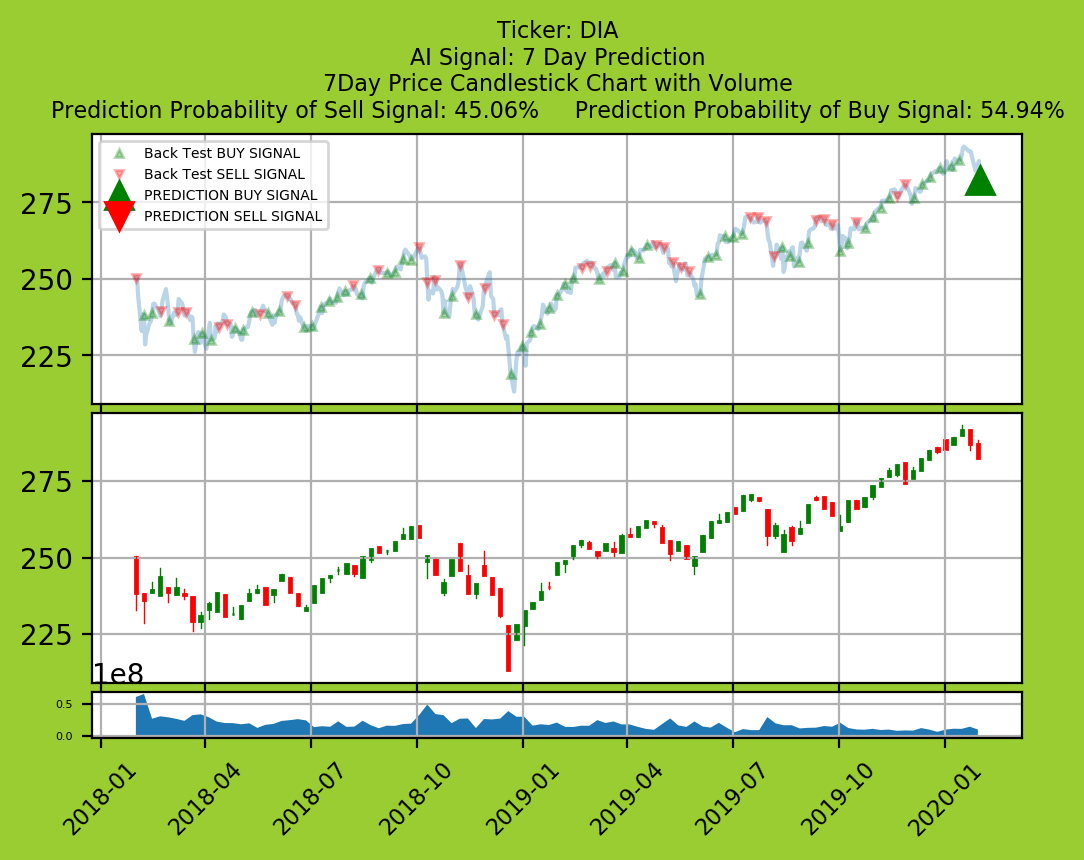 Ticker: DIA
AI Signal: 7 Day Prediction
7Day Price Candlestick Chart with Volume
Prediction Probability of Sell Signal: 45.06% Prediction Probability of Buy Signal: 54.94%
Back Test BUY SIGNAL
Back Test SELL SIGNAL
PREDICTION BUY SIGNAL
PREDICTION SELL SIGNAL
275
250
225
275
250
225
1e8
0.5
0.0
2018-01
2018-04
2018-07
2018-10
2019-01
2019-04
2019-07
2019-10
2020-01